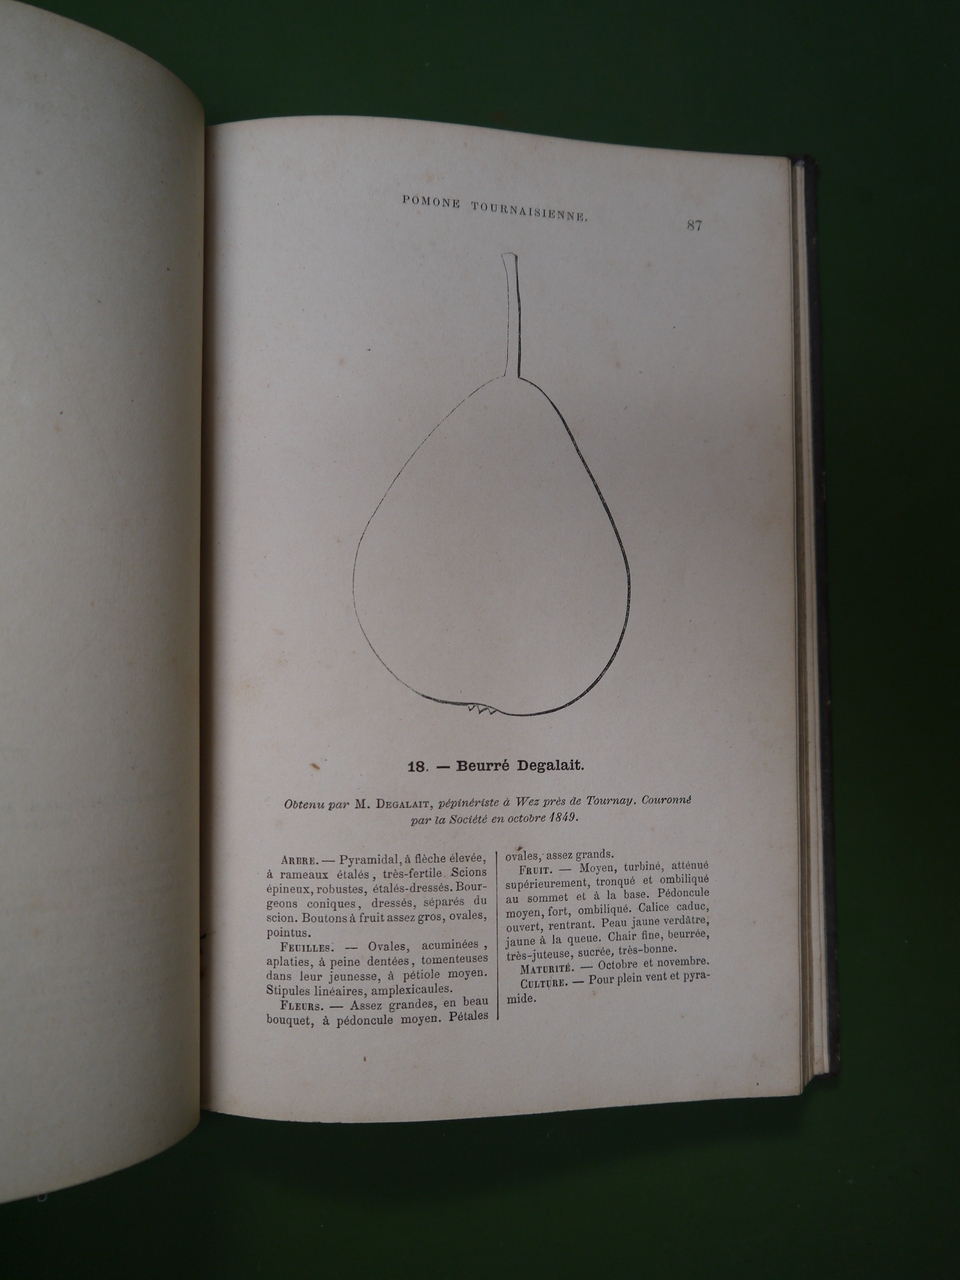 POMONE TOURNAISIENNE.
87
18. — Beurré Degalait.
Obtenu par M. DEGALAIT, pépiniériste à Wez près de Tournay. Couronné
par la Société en octobre 1849.
ARBRE. — Pyramidal, à flèche élevée,
à rameaux étalés, très-fertile. Scions
épineux, robustes, étalés-dressés. Bour-
geons coniques, dressés, séparés du
scion. Boutons à fruit assez gros, ovales,
pointus.
FEUILLES. — Ovales, acuminées,
aplaties, à peine dentées, tomenteuses
dans leur jeunesse, à pétiole moyen.
Stipules linéaires, amplexicaules.
FLEURS. — Assez grandes, en beau
bouquet, à pédoncule moyen. Pétales
ovales, assez grands.
FRUIT. — Moyen, turbiné, atténué
supérieurement, tronqué et ombiliqué
au sommet et à la base. Pédoncule
moyen, fort, ombiliqué. Calice caduc,
ouvert, rentrant. Peau jaune verdâtre,
jaune à la queue. Chair fine, beurrée,
très-juteuse, sucrée, très-bonne.
MATURITÉ. — Octobre et novembre.
CULTURE. — Pour plein vent et pyra-
mide.